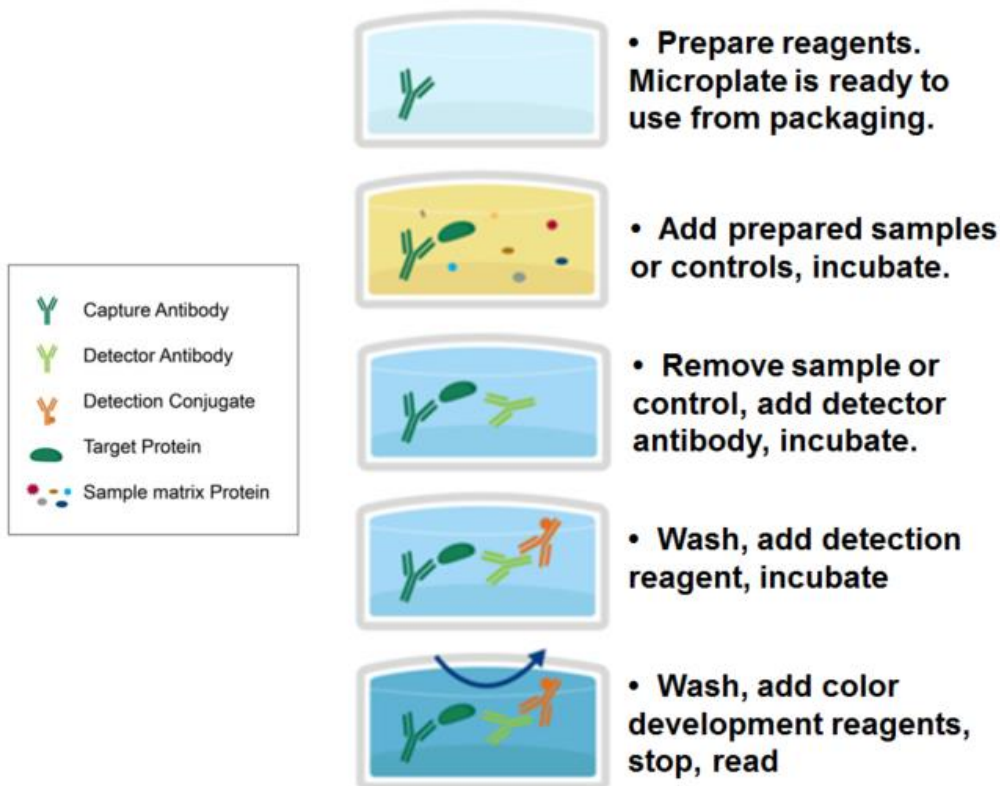 • Prepare reagents.
Microplate is ready to
use from packaging.
• Add prepared samples
or controls, incubate.
Capture Antibody
Detector Antibody
Detection Conjugate
Target Protein
Sample matrix Protein
• Remove sample or
control, add detector
antibody, incubate.
• Wash, add detection
reagent, incubate
• Wash, add color
development reagents,
stop, read